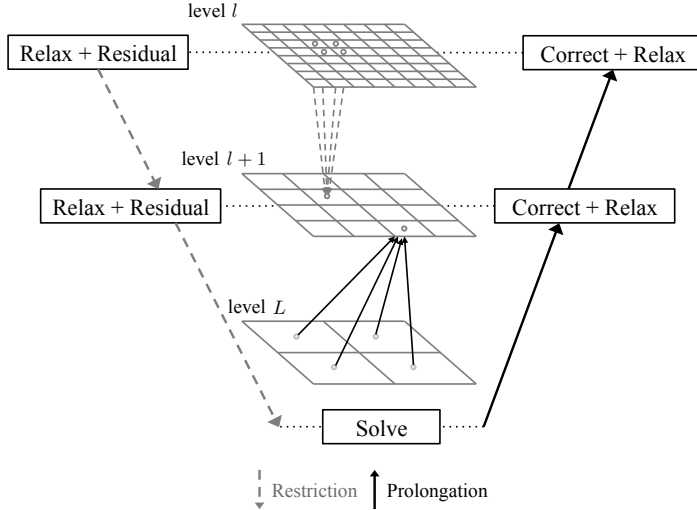 level l
Relax + Residual
Correct + Relax
level l + 1
Relax + Residual
Correct + Relax
level L
Solve
Restriction
Prolongation